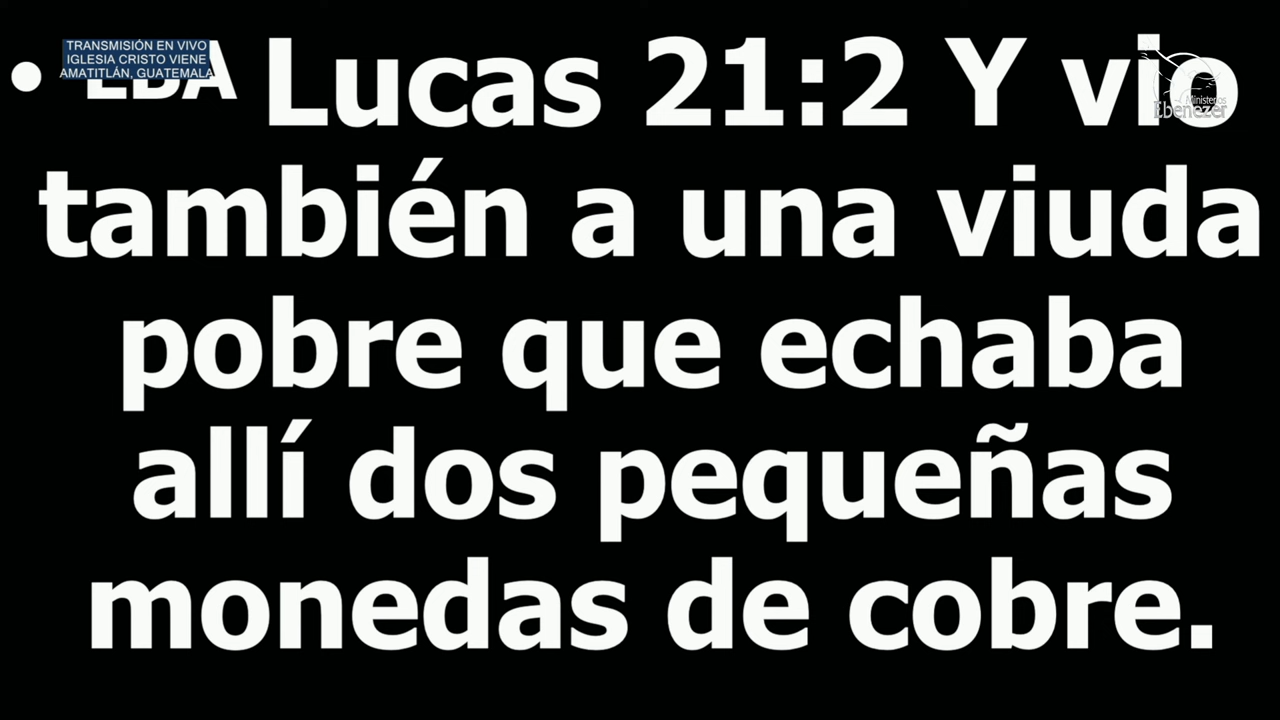 TRANSMISIÓN EN VIVO
IGLESIA CRISTO VIENE
AMATITLÁN, GUATEMALA
• LBA Lucas 21:2 Y vio
también a una viuda
pobre que echaba
allí dos pequeñas
monedas de cobre.
Ministerios
Ebenezer